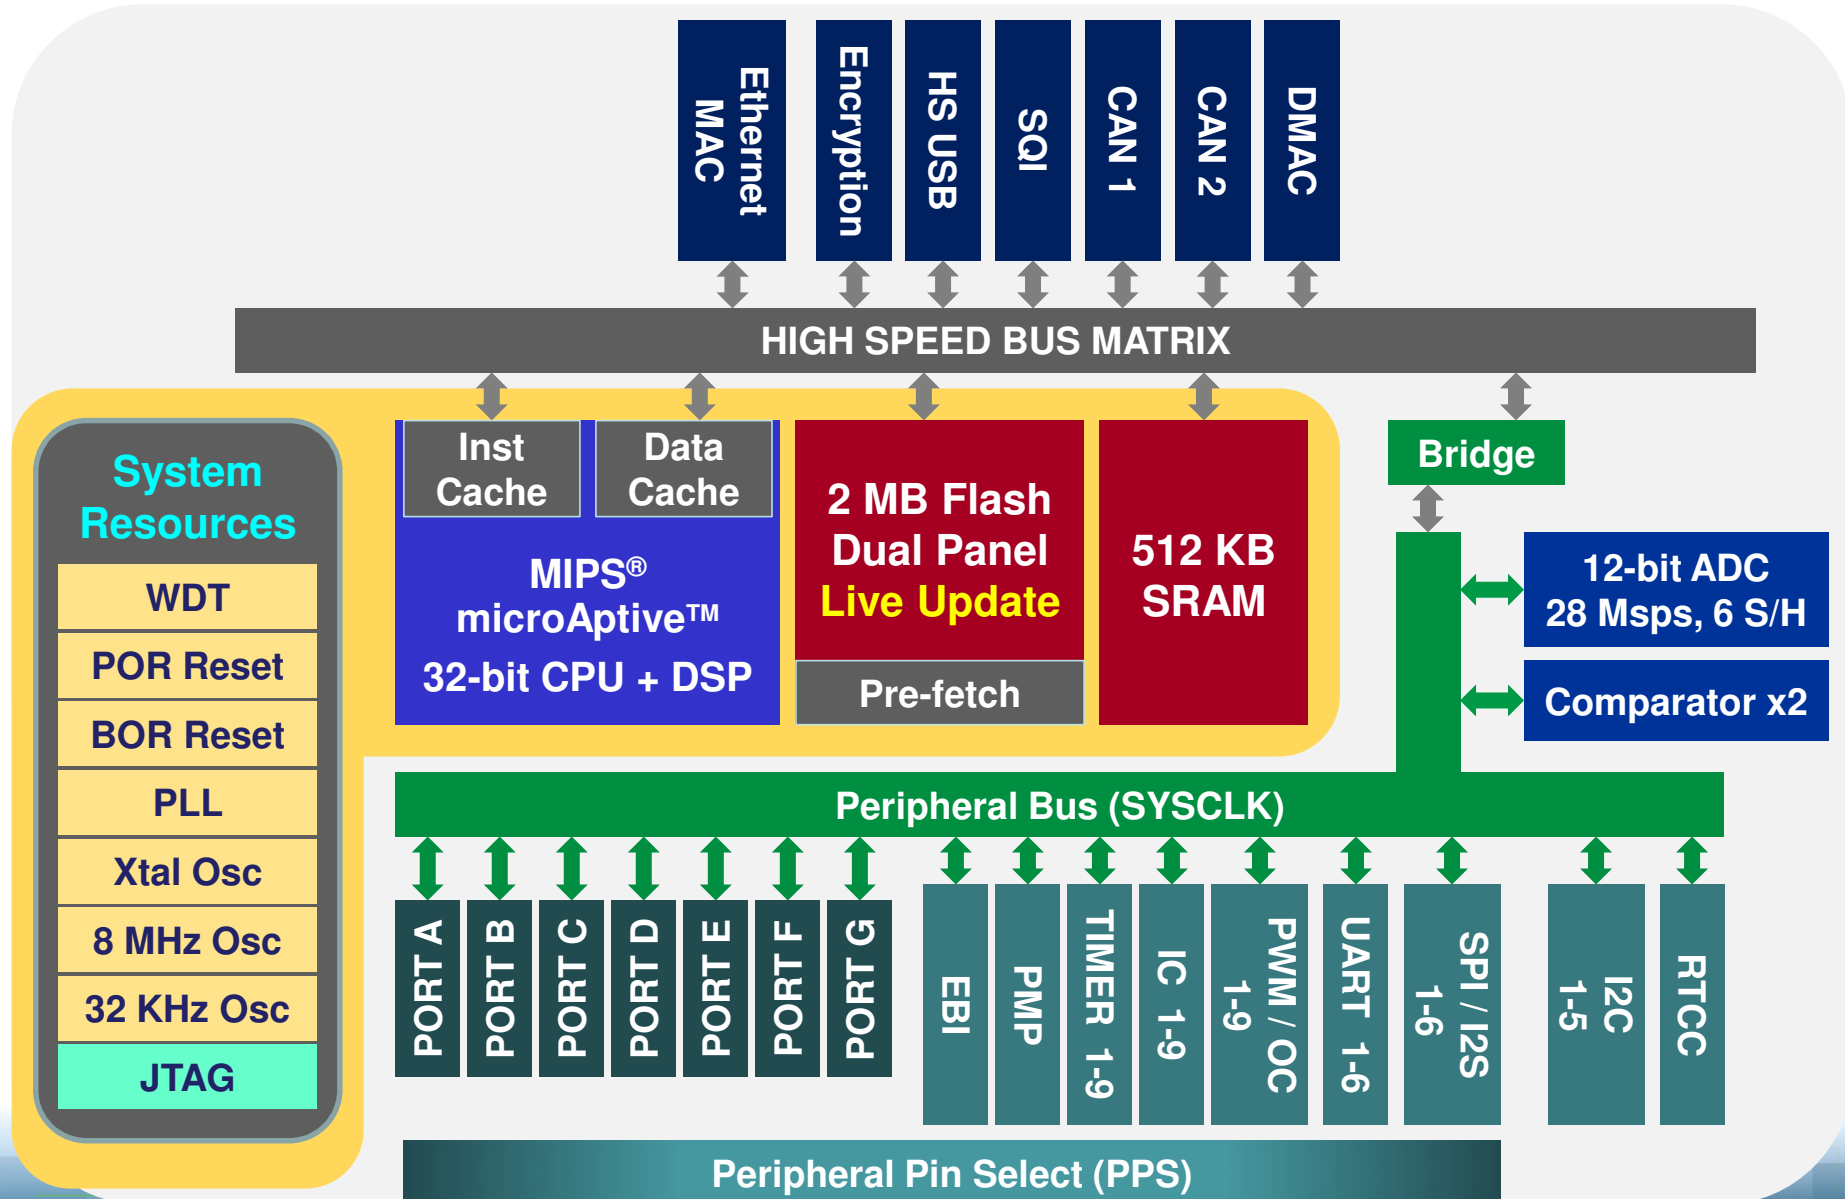 Ethernet
MAC
Encryption
HS USB
SQI
CAN 1
CAN 2
DMAC
HIGH SPEED BUS MATRIX
System
Resources
WDT
POR Reset
BOR Reset
PLL
Xtal Osc
8 MHz Osc
32 KHz Osc
JTAG
Inst
Cache
Data
Cache
MIPS®
microAptive™
32-bit CPU + DSP
2 MB Flash
Dual Panel
Live Update
Pre-fetch
512 KB
SRAM
Bridge
12-bit ADC
28 Msps, 6 S/H
Comparator x2
Peripheral Bus (SYSCLK)
PORT A
PORT B
PORT C
PORT D
PORT E
PORT F
PORT G
EBI
PMP
TIMER 1-9
IC 1-9
PWM / OC
1-9
UART 1-6
SPI / I2S
1-6
I2C
1-5
RTCC
Peripheral Pin Select (PPS)